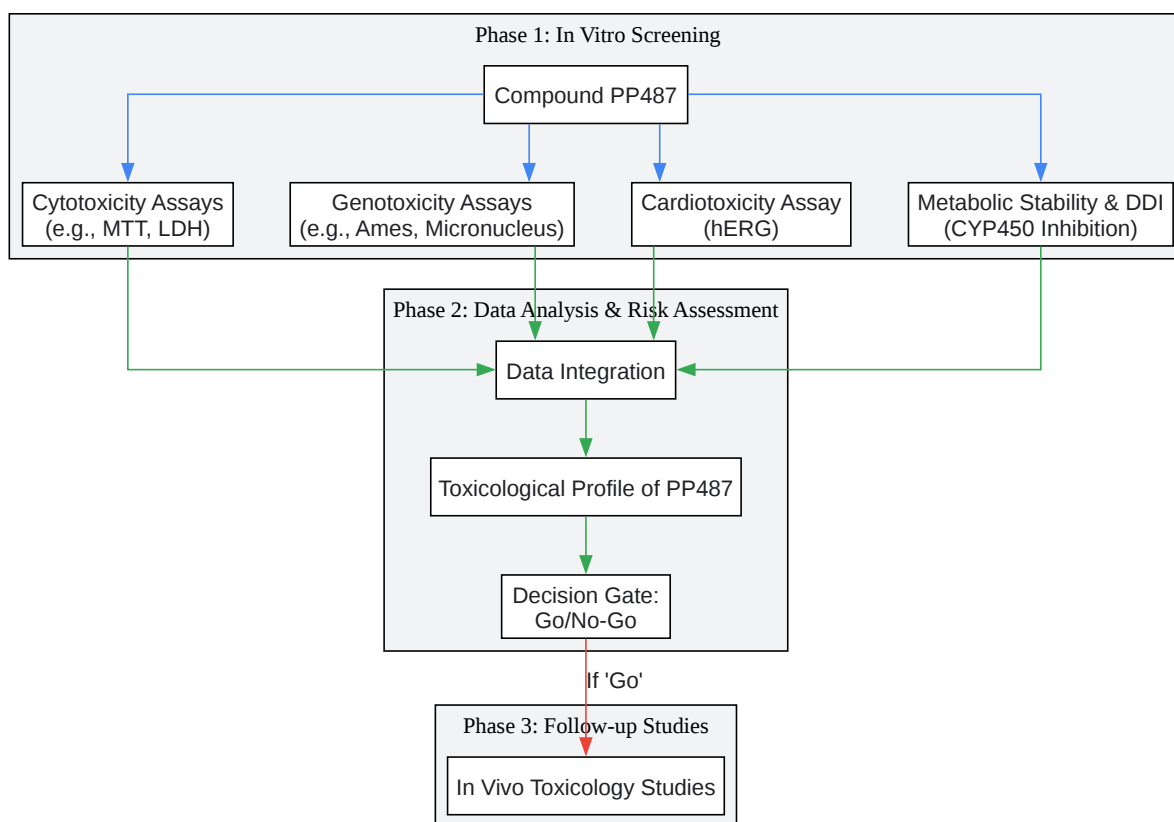 Phase 1: In Vitro Screening
Compound PP487
Cytotoxicity Assays
(e.g., MTT, LDH)
Genotoxicity Assays
(e.g., Ames, Micronucleus)
Cardiotoxicity Assay
(hERG)
Metabolic Stability & DDI
(CYP450 Inhibition)
Phase 2: Data Analysis & Risk Assessment
Data Integration
Toxicological Profile of PP487
Decision Gate:
Go/No-Go
If 'Go'
Phase 3: Follow-up Studies
In Vivo Toxicology Studies